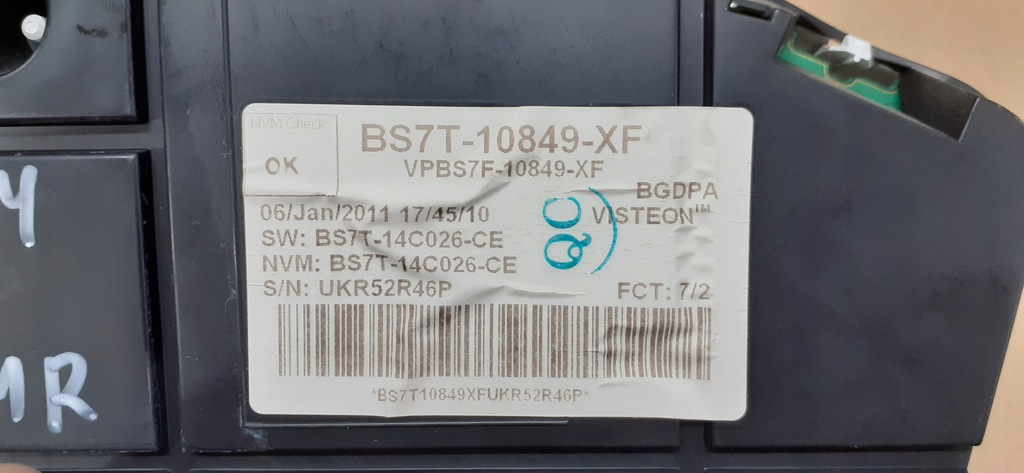 NVM Check
OK
BS7T-10849-XF
VPBS7F-10849-XF
BGDPA
VISTEON™
06/Jan/2011 17/45/10
SW: BS7T-14C026-CE
NVM: BS7T-14C026-CE
S/N: UKR52R46P
FCT: 7/2
QC
*BS7T10849XFUKR52R46P*